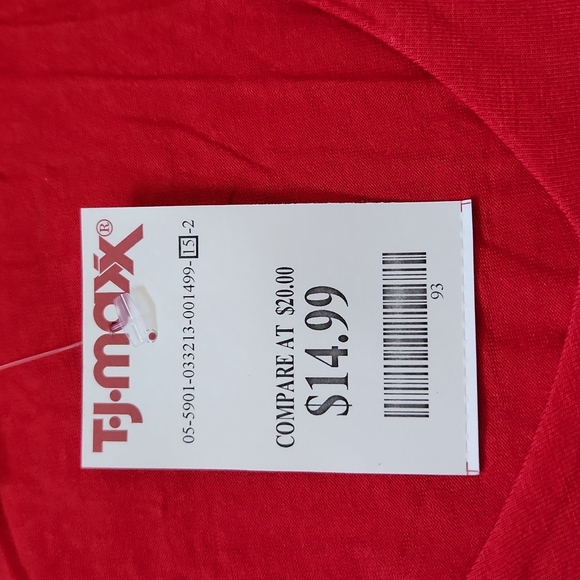 T·J·maxx®
05-5901-033213-001499-15-2
COMPARE AT $20.00
$14.99
93